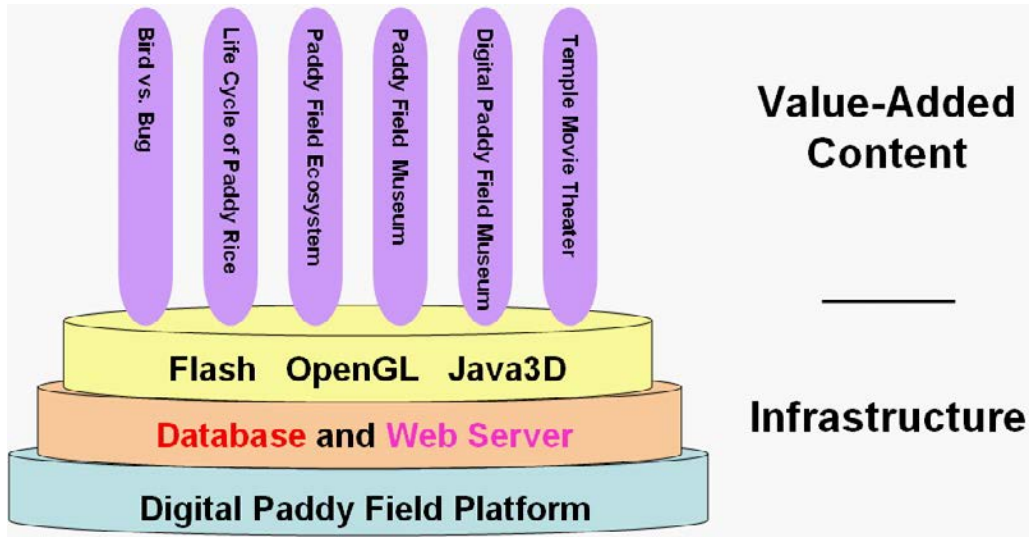 Bird vs. Bug
Life Cycle of Paddy Rice
Paddy Field Ecosystem
Paddy Field Museum
Digital Paddy Field Museum
Temple Movie Theater
Value-Added
Content
Flash OpenGL Java3D
Database and Web Server
Infrastructure
Digital Paddy Field Platform